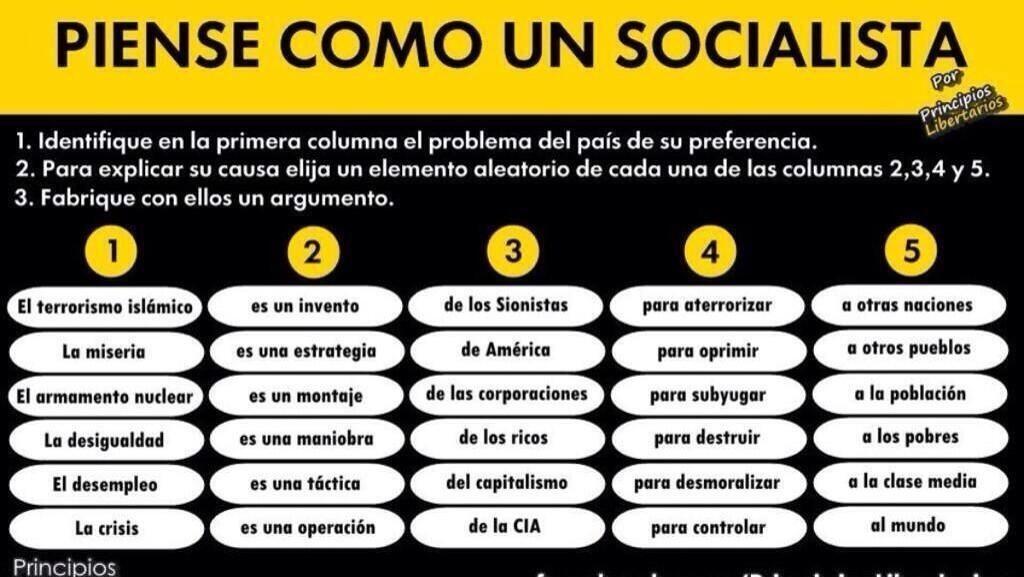 PIENSE COMO UN SOCIALISTA
Por
Principios
Libertarios
1. Identifique en la primera columna el problema del país de su preferencia.
2. Para explicar su causa elija un elemento aleatorio de cada una de las columnas 2,3,4 y 5.
3. Fabrique con ellos un argumento.
1 2 3 4 5
El terrorismo islámico es un invento de los Sionistas para aterrorizar a otras naciones
La miseria es una estrategia de América para oprimir a otros pueblos
El armamento nuclear es un montaje de las corporaciones para subyugar a la población
La desigualdad es una maniobra de los ricos para destruir a los pobres
El desempleo es una táctica del capitalismo para desmoralizar a la clase media
La crisis es una operación de la CIA para controlar al mundo
Principios